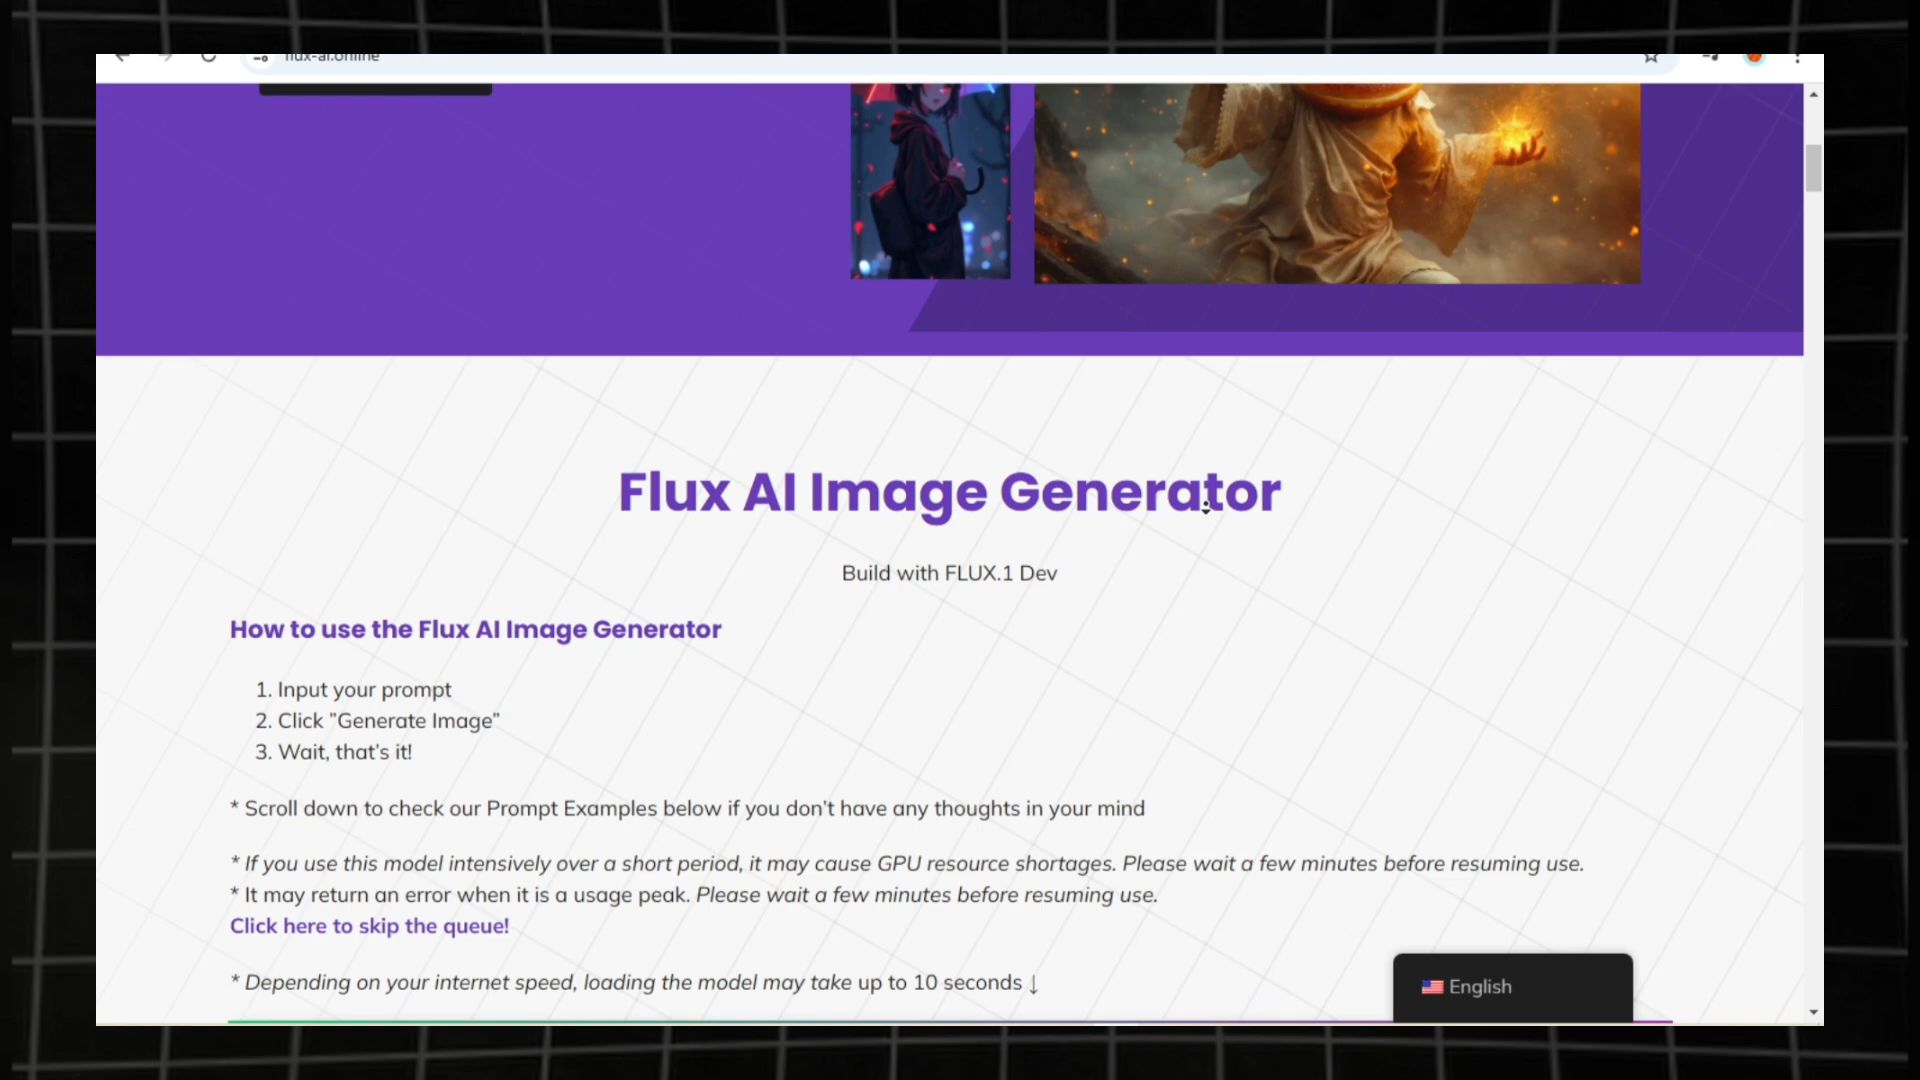 flux-ai.online
Flux AI Image Generator
Build with FLUX.1 Dev
How to use the Flux AI Image Generator
1. Input your prompt
2. Click ”Generate Image”
3. Wait, that’s it!
* Scroll down to check our Prompt Examples below if you don’t have any thoughts in your mind
* If you use this model intensively over a short period, it may cause GPU resource shortages. Please wait a few minutes before resuming use.
* It may return an error when it is a usage peak. Please wait a few minutes before resuming use.
Click here to skip the queue!
* Depending on your internet speed, loading the model may take up to 10 seconds ↓
English